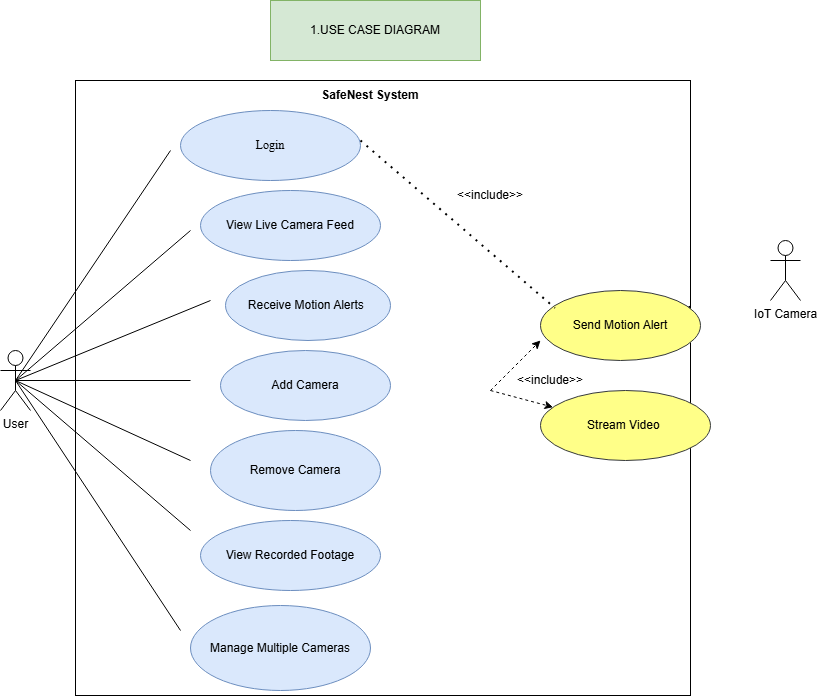 1.USE CASE DIAGRAM
SafeNest System
Login
<<include>>
View Live Camera Feed
Receive Motion Alerts
IoT Camera
Send Motion Alert
<<include>>
Add Camera
User
Stream Video
Remove Camera
View Recorded Footage
Manage Multiple Cameras